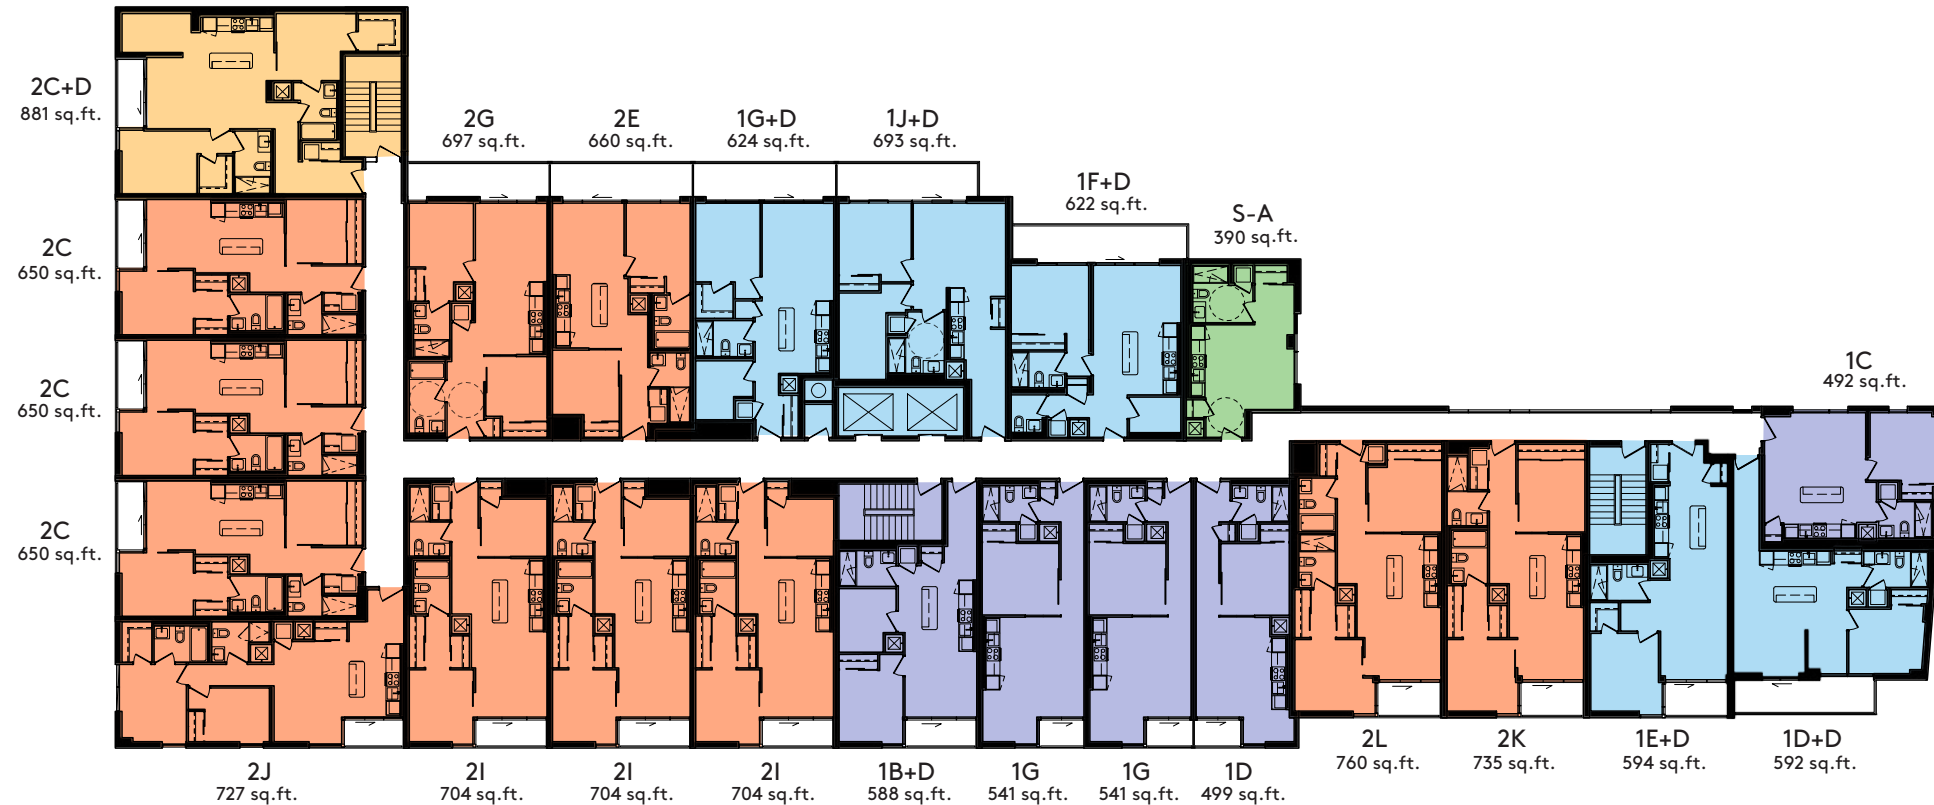 2C+D
881 sq.ft.
2G
697 sq.ft.
2E
660 sq.ft.
1G+D
624 sq.ft.
1J+D
693 sq.ft.
1F+D
622 sq.ft.
S-A
390 sq.ft.
2C
650 sq.ft.
2C
650 sq.ft.
1C
492 sq.ft.
2C
650 sq.ft.
2J
727 sq.ft.
2I
704 sq.ft.
2I
704 sq.ft.
2I
704 sq.ft.
1B+D
588 sq.ft.
1G
541 sq.ft.
1G
541 sq.ft.
1D
499 sq.ft.
2L
760 sq.ft.
2K
735 sq.ft.
1E+D
594 sq.ft.
1D+D
592 sq.ft.